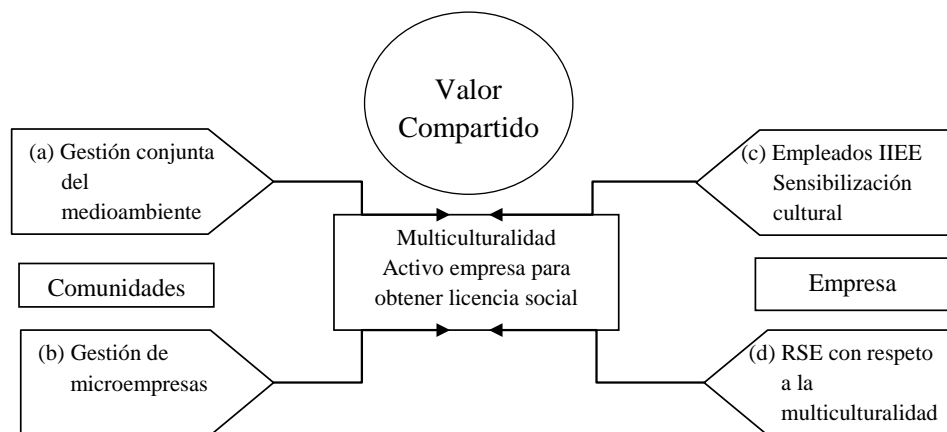 Valor
Compartido
(a) Gestión conjunta
del
medioambiente
(c) Empleados IIEE
Sensibilización
cultural
Multiculturalidad
Activo empresa para
obtener licencia social
Comunidades
Empresa
(b) Gestión de
microempresas
(d) RSE con respeto
a la
multiculturalidad